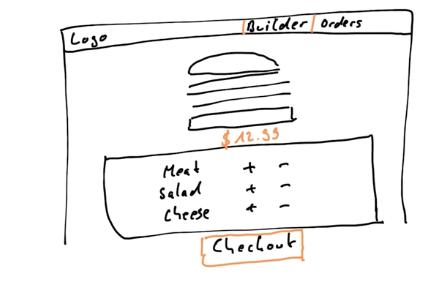 Logo Builder Orders
$12.99
Meat + -
Salad + -
Cheese + -
Checkout